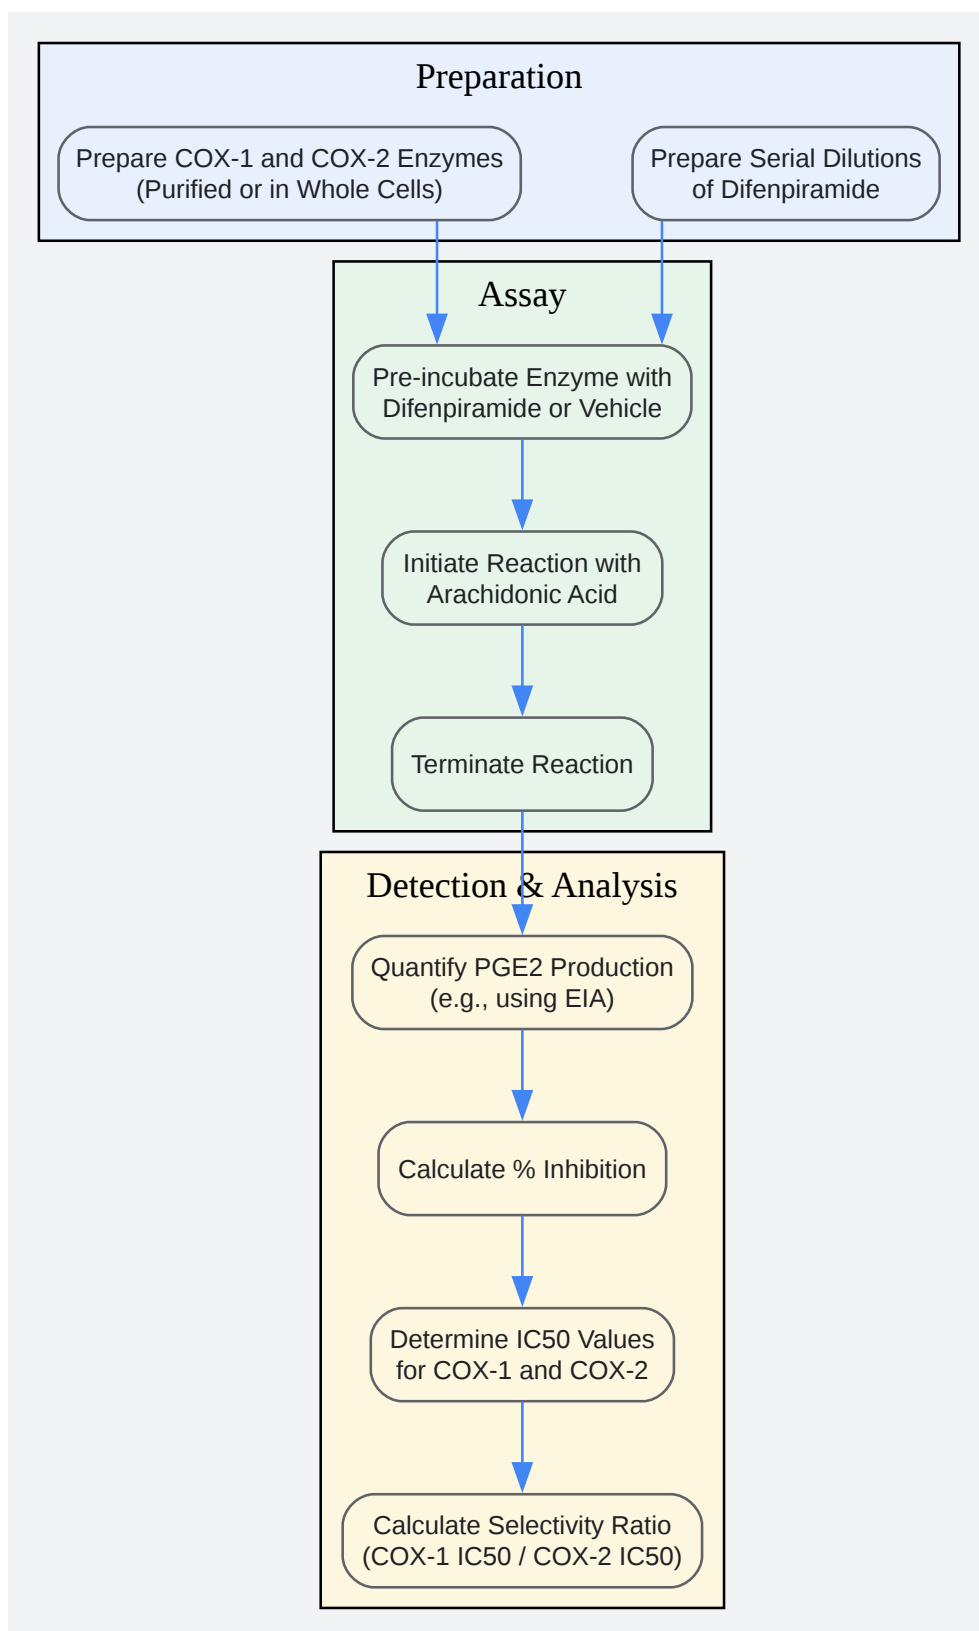 Preparation
Prepare COX-1 and COX-2 Enzymes
(Purified or in Whole Cells)
Prepare Serial Dilutions
of Difenpiramide
Assay
Pre-incubate Enzyme with
Difenpiramide or Vehicle
Initiate Reaction with
Arachidonic Acid
Terminate Reaction
Detection & Analysis
Quantify PGE2 Production
(e.g., using EIA)
Calculate % Inhibition
Determine IC50 Values
for COX-1 and COX-2
Calculate Selectivity Ratio
(COX-1 IC50 / COX-2 IC50)